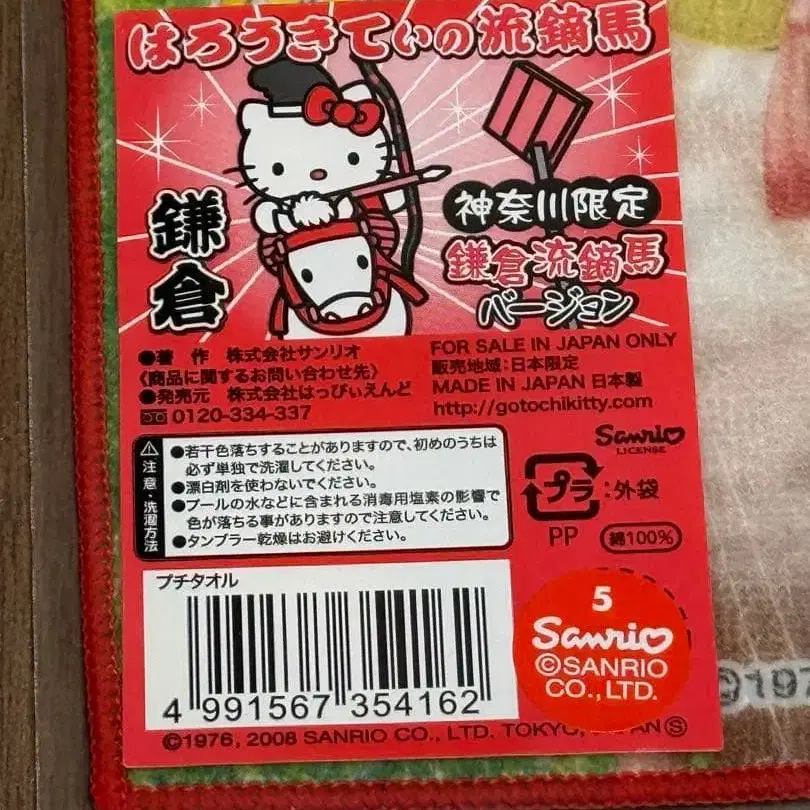 はろうきてぃの流鏑馬
鎌倉
神奈川限定
鎌倉流鏑馬
バージョン
●著 作 株式会社サンリオ
〈商品に関するお問い合わせ先〉
●発売元 株式会社はっぴぃえんど
0120-334-337
FOR SALE IN JAPAN ONLY
販売地域:日本限定
MADE IN JAPAN 日本製
http://gotochikitty.com
Sanrio
LICENSE
注意・洗濯方法
●若干色落ちすることがありますので、初めのうちは
必ず単独で洗濯してください。
●漂白剤を使わないでください。
●プールの水などに含まれる消毒用塩素の影響で
色が落ちる事がありますので注意してください。
●タンブラー乾燥はお避けください。
プラ:外袋
PP
綿100%
プチタオル
4 991567 354162
5
Sanrio
©SANRIO
CO., LTD.
©1976, 2008 SANRIO CO., LTD. TOKYO, JAPAN Ⓢ
©197